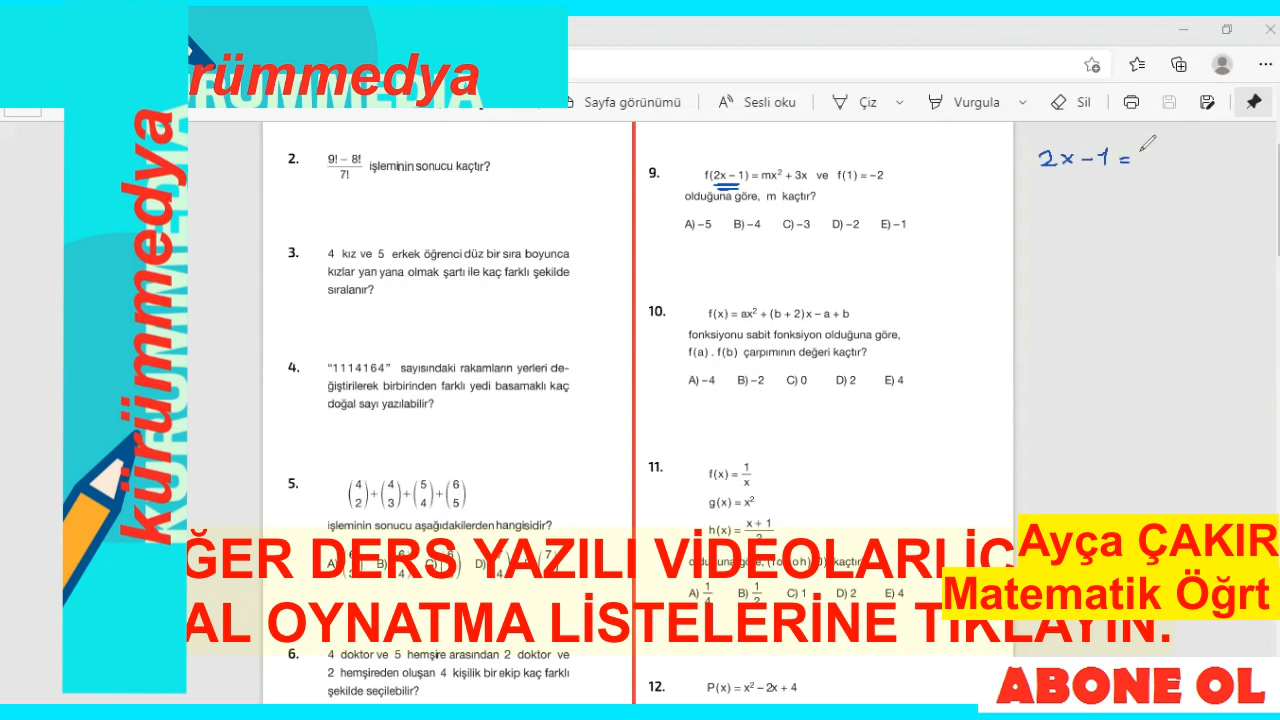 rümmedya
kürümmedya
Sayfa görünümü
Sesli oku
Çiz
Vurgula
Sil
2.
9! – 8!
7!
işleminin sonucu kaçtır?
3.
4 kız ve 5 erkek öğrenci düz bir sıra boyunca
kızlar yan yana olmak şartı ile kaç farklı şekilde
sıralanır?
4.
"1114164" sayısındaki rakamların yerleri de-
ğiştirilerek birbirinden farklı yedi basamaklı kaç
doğal sayı yazılabilir?
5.
(4 2) + (4 3) + (5 4) + (6 5)
işleminin sonucu aşağıdakilerden hangisidir?
6.
4 doktor ve 5 hemşire arasından 2 doktor ve
2 hemşireden oluşan 4 kişilik bir ekip kaç farklı
şekilde seçilebilir?
9.
f(2x – 1) = mx² + 3x ve f(1) = –2
olduğuna göre, m kaçtır?
A) –5 B) –4 C) –3 D) –2 E) –1
10.
f(x) = ax² + (b + 2)x – a + b
fonksiyonu sabit fonksiyon olduğuna göre,
f(a) . f(b) çarpımının değeri kaçtır?
A) –4 B) –2 C) 0 D) 2 E) 4
11.
f(x) = 1/x
g(x) = x²
h(x) = x + 1
A) 1/4 B) 1/2 C) 1 D) 2 E) 4
12.
P(x) = x² – 2x + 4
2x – 1 =
ĞER DERS YAZILI VİDEOLARI İÇ
AL OYNATMA LİSTELERİNE TIKLAYIN.
Ayça ÇAKIR
Matematik Öğrt
ABONE OL